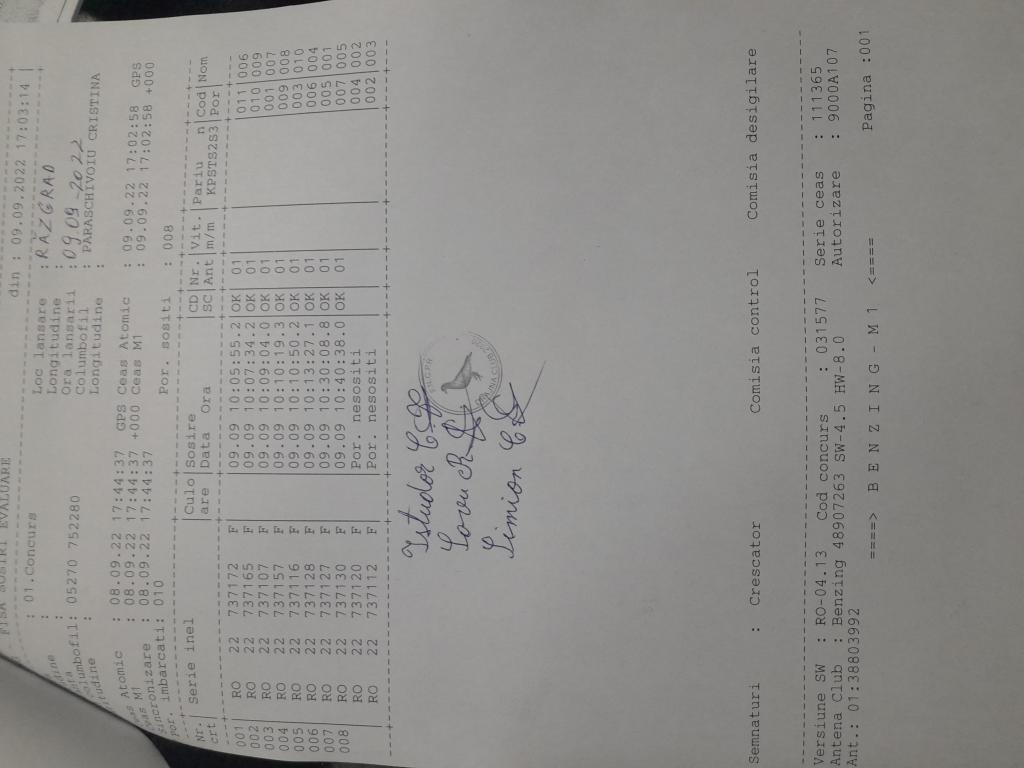 FISA SOSIRI EVALUARE
din : 09.09.2022 17:03:14
: 01.Concurs Loc lansare : RAZGRAD
dine : Longitudine :
Ora lansarii : 09.09-2022
olumbofil: 05270 752280 Columbofil : PARASCHIVOIU CRISTINA
tudine : Longitudine :
Atomic : 08.09.22 17:44:37 GPS Ceas Atomic : 09.09.22 17:02:58 GPS
M1 : 08.09.22 17:44:37 +000 Ceas M1 : 09.09.22 17:02:58 +000
onizare : 08.09.22 17:44:37
por. imbarcati: 010 Por. sositi : 008
Nr. Serie inel Culo Sosire CD Nr Vit. Pariu n Cod Nom
crt are Data Ora SC Ant m/m KPSTS2S3 Por
001 RO 22 737172 F 09.09 10:05:55.2 OK 01 011 006
002 RO 22 737165 F 09.09 10:07:34.2 OK 01 010 009
003 RO 22 737107 F 09.09 10:09:04.0 OK 01 001 007
004 RO 22 737157 F 09.09 10:10:19.3 OK 01 009 008
005 RO 22 737116 F 09.09 10:10:50.2 OK 01 003 010
006 RO 22 737128 F 09.09 10:13:27.1 OK 01 006 004
007 RO 22 737127 F 09.09 10:30:08.8 OK 01 005 001
008 RO 22 737130 F 09.09 10:40:38.0 OK 01 007 005
RO 22 737120 F Por. nesositi 004 002
RO 22 737112 F Por. nesositi 002 003
Istudor C
Simion C
Semnaturi : Crescator Comisia control Comisia desigilare
Versiune SW : RO-04.13 Cod concurs : 031577 Serie ceas : 111365
Antena Club : Benzing 48907263 SW-4.5 HW-8.0 Autorizare : 9000A107
Ant.: 01:38803992
====> B E N Z I N G - M 1 <==== Pagina :001